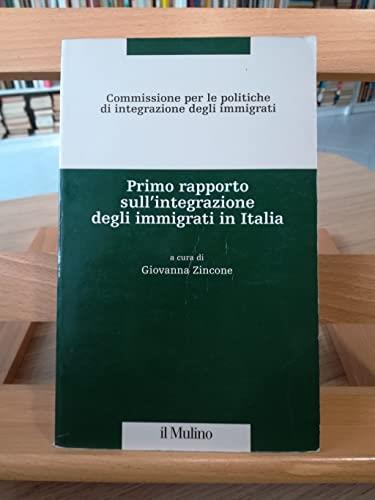 Commissione per le politiche
di integrazione degli immigrati
Primo rapporto
sull'integrazione
degli immigrati in Italia
a cura di
Giovanna Zincone
il Mulino